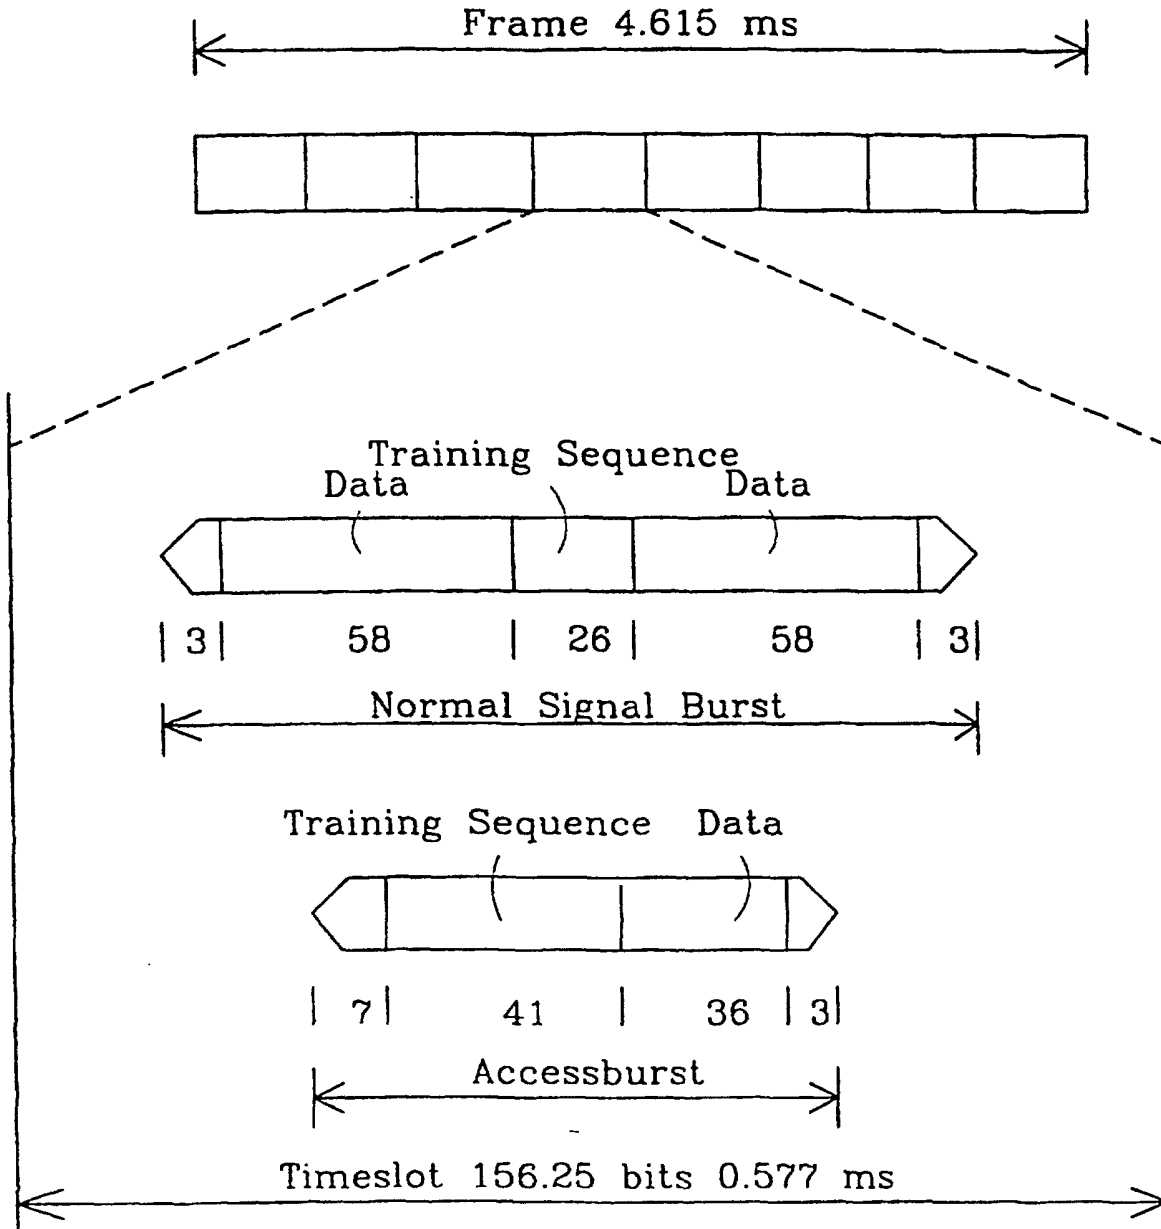 Frame 4.615 ms
Training Sequence
Data Data
3 58 26 58 3
Normal Signal Burst
Training Sequence Data
7 41 36 3
Accessburst
Timeslot 156.25 bits 0.577 ms